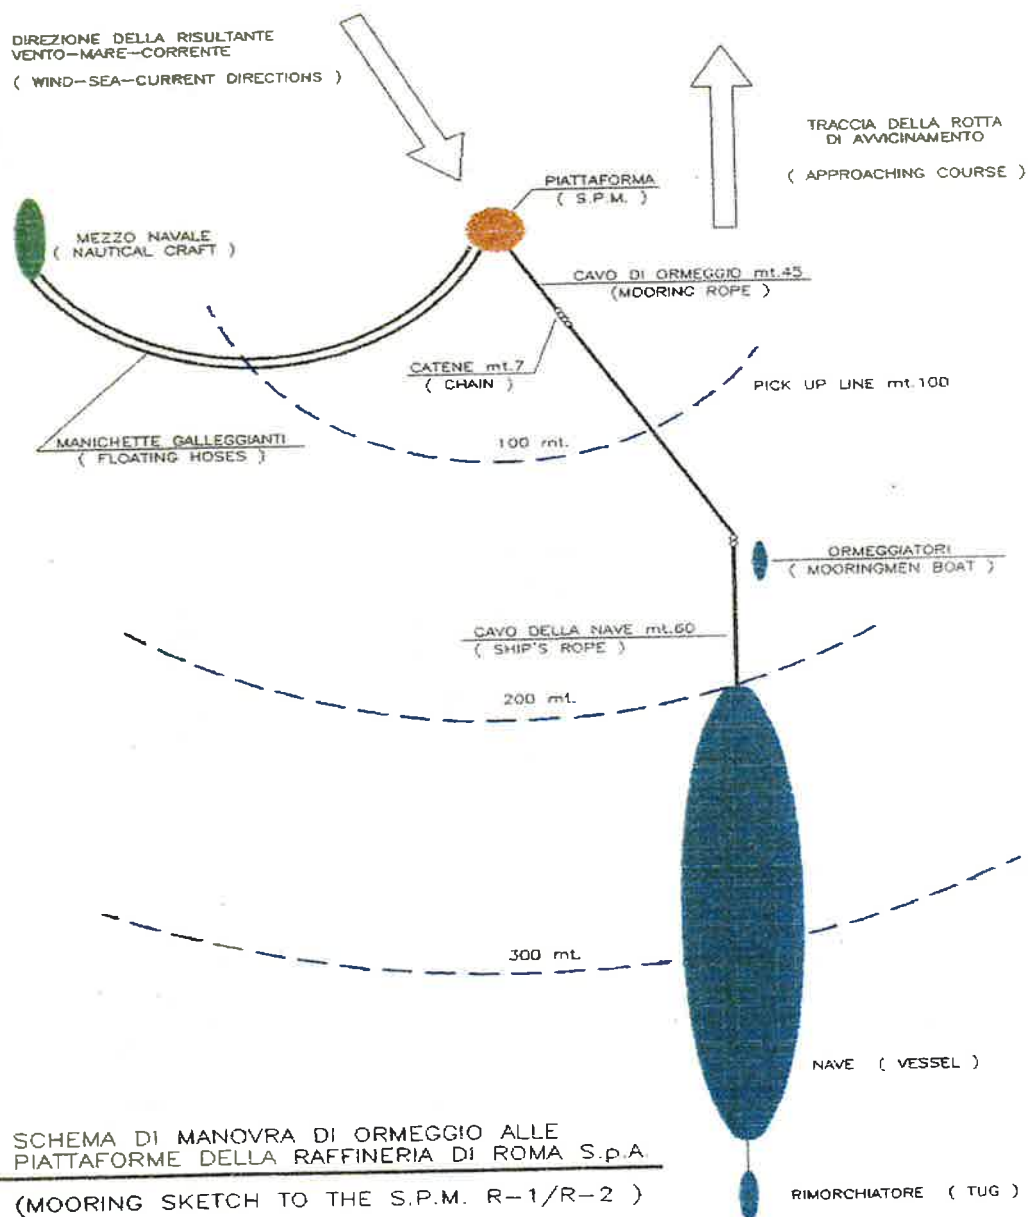 DIREZIONE DELLA RISULTANTE
VENTO-MARE-CORRENTE
( WIND-SEA-CURRENT DIRECTIONS )
TRACCIA DELLA ROTTA
DI AVVICINAMENTO
( APPROACHING COURSE )
PIATTAFORMA
( S.P.M. )
MEZZO NAVALE
( NAUTICAL CRAFT )
CAVO DI ORMEGGIO mt.45
(MOORING ROPE )
CATENE mt.7
( CHAIN )
PICK UP LINE mt.100
MANICHETTE GALLEGGIANTI
( FLOATING HOSES )
100 mt.
ORMEGGIATORI
( MOORINGMEN BOAT )
CAVO DELLA NAVE mt.60
( SHIP'S ROPE )
200 mt.
300 mt.
NAVE ( VESSEL )
SCHEMA DI MANOVRA DI ORMEGGIO ALLE
PIATTAFORME DELLA RAFFINERIA DI ROMA S.p.A.
(MOORING SKETCH TO THE S.P.M. R-1/R-2 )
RIMORCHIATORE ( TUG )